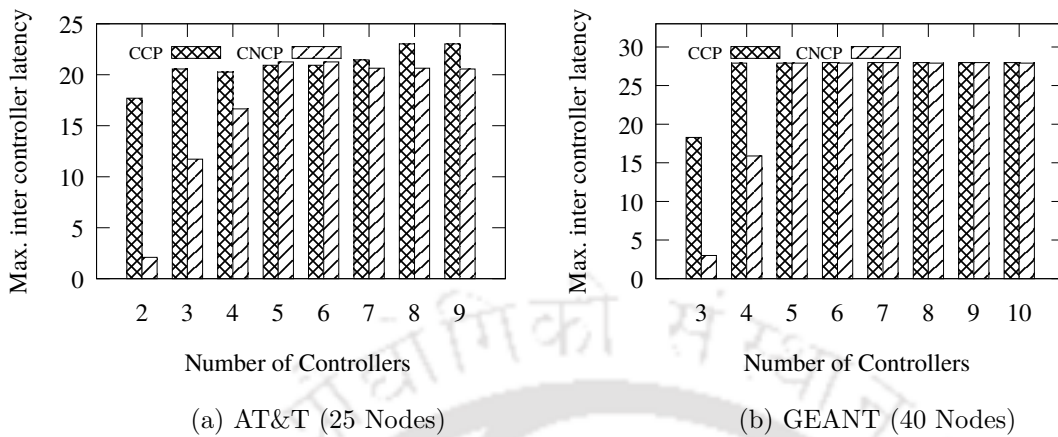 Max. inter controller latency
25
20
15
10
5
0
CCP CNCP
2 3 4 5 6 7 8 9
Number of Controllers
(a) AT&T (25 Nodes)
Max. inter controller latency
30
25
20
15
10
5
0
CCP CNCP
3 4 5 6 7 8 9 10
Number of Controllers
(b) GEANT (40 Nodes)